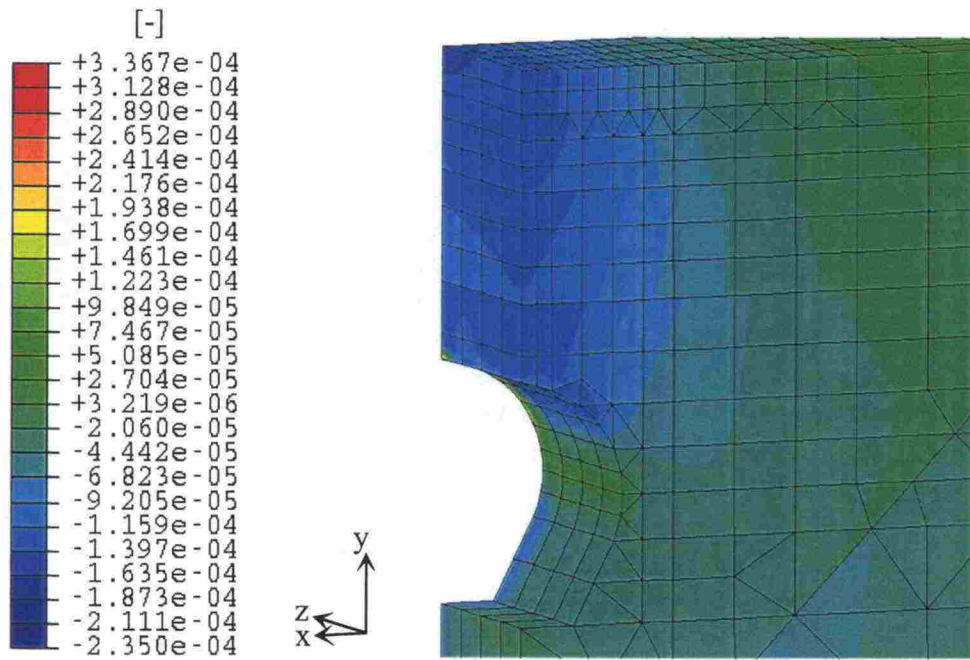 [-]
+3.367e-04
+3.128e-04
+2.890e-04
+2.652e-04
+2.414e-04
+2.176e-04
+1.938e-04
+1.699e-04
+1.461e-04
+1.223e-04
+9.849e-05
+7.467e-05
+5.085e-05
+2.704e-05
+3.219e-06
-2.060e-05
-4.442e-05
-6.823e-05
-9.205e-05
-1.159e-04
-1.397e-04
-1.635e-04
-1.873e-04
-2.111e-04
-2.350e-04
y
z
x